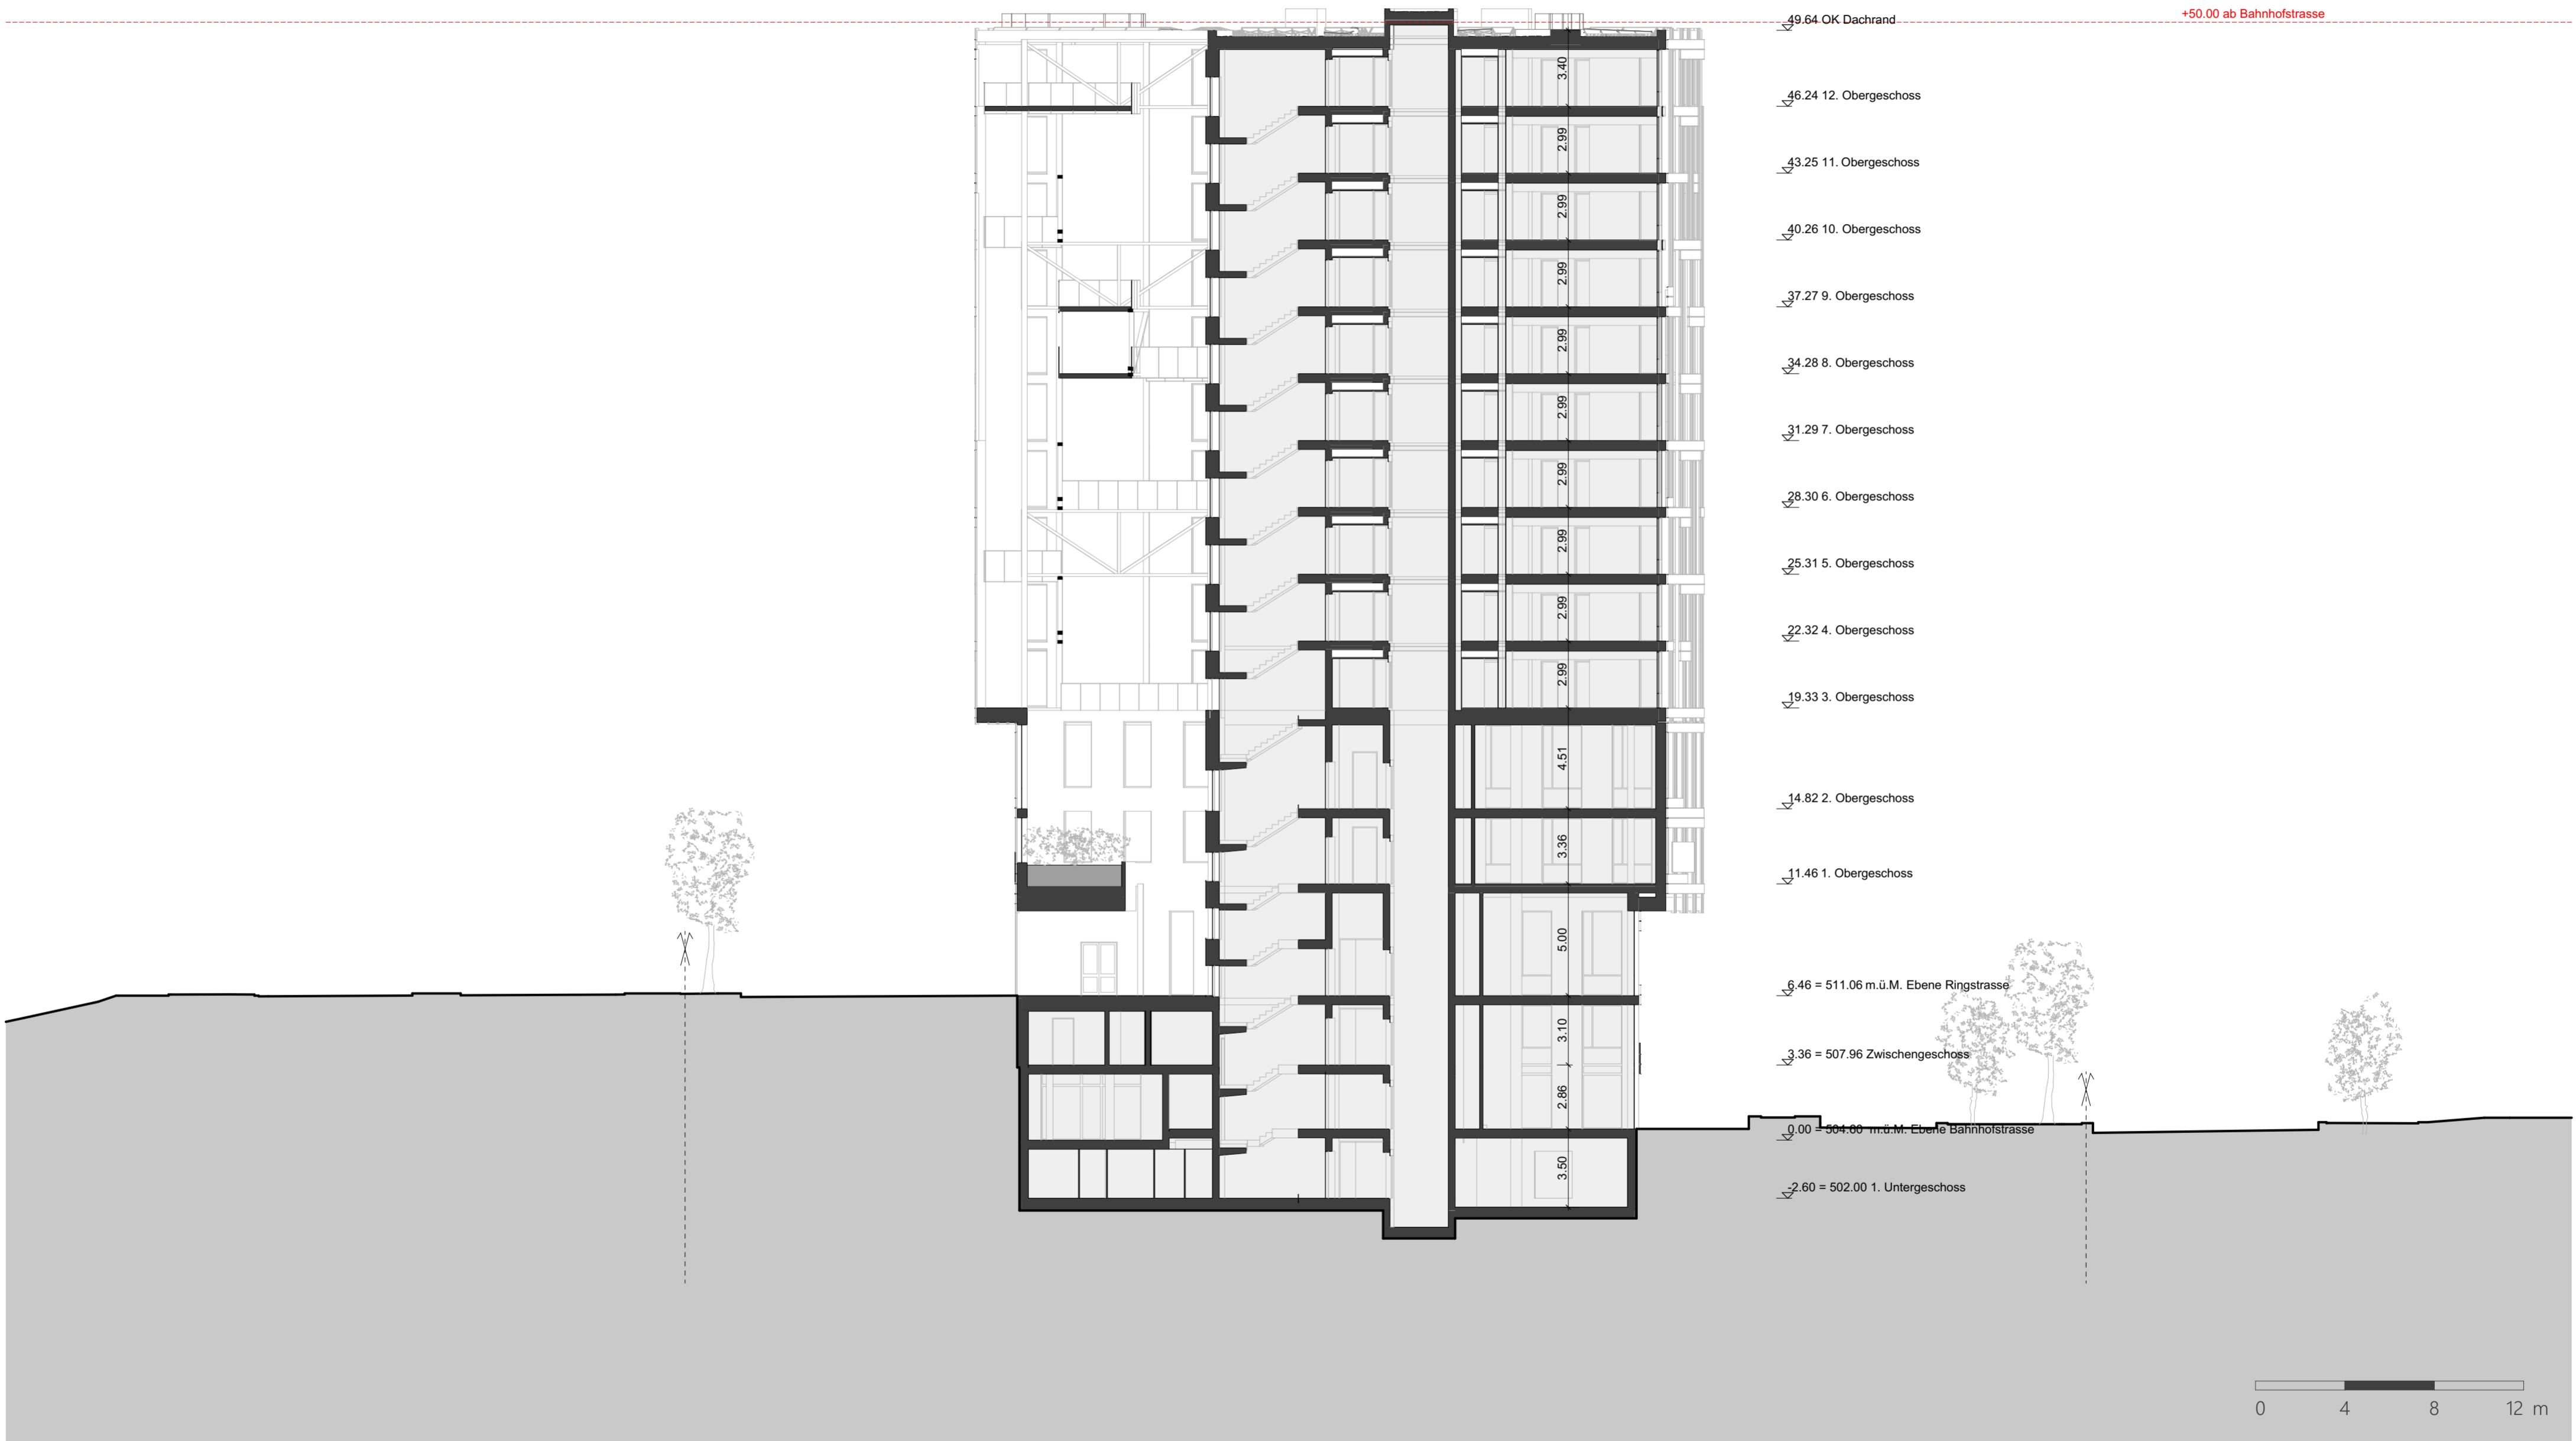 +50.00 ab Bahnhofstrasse
49.64 OK Dachrand
3.40
46.24 12. Obergeschoss
2.99
43.25 11. Obergeschoss
2.99
40.26 10. Obergeschoss
2.99
37.27 9. Obergeschoss
2.99
34.28 8. Obergeschoss
2.99
31.29 7. Obergeschoss
2.99
28.30 6. Obergeschoss
2.99
25.31 5. Obergeschoss
2.99
22.32 4. Obergeschoss
2.99
19.33 3. Obergeschoss
4.51
14.82 2. Obergeschoss
3.36
11.46 1. Obergeschoss
5.00
6.46 = 511.06 m.ü.M. Ebene Ringstrasse
3.10
3.36 = 507.96 Zwischengeschoss
2.86
0.00 = 504.60 m.ü.M. Ebene Bahnhofstrasse
3.50
-2.60 = 502.00 1. Untergeschoss
0 4 8 12 m